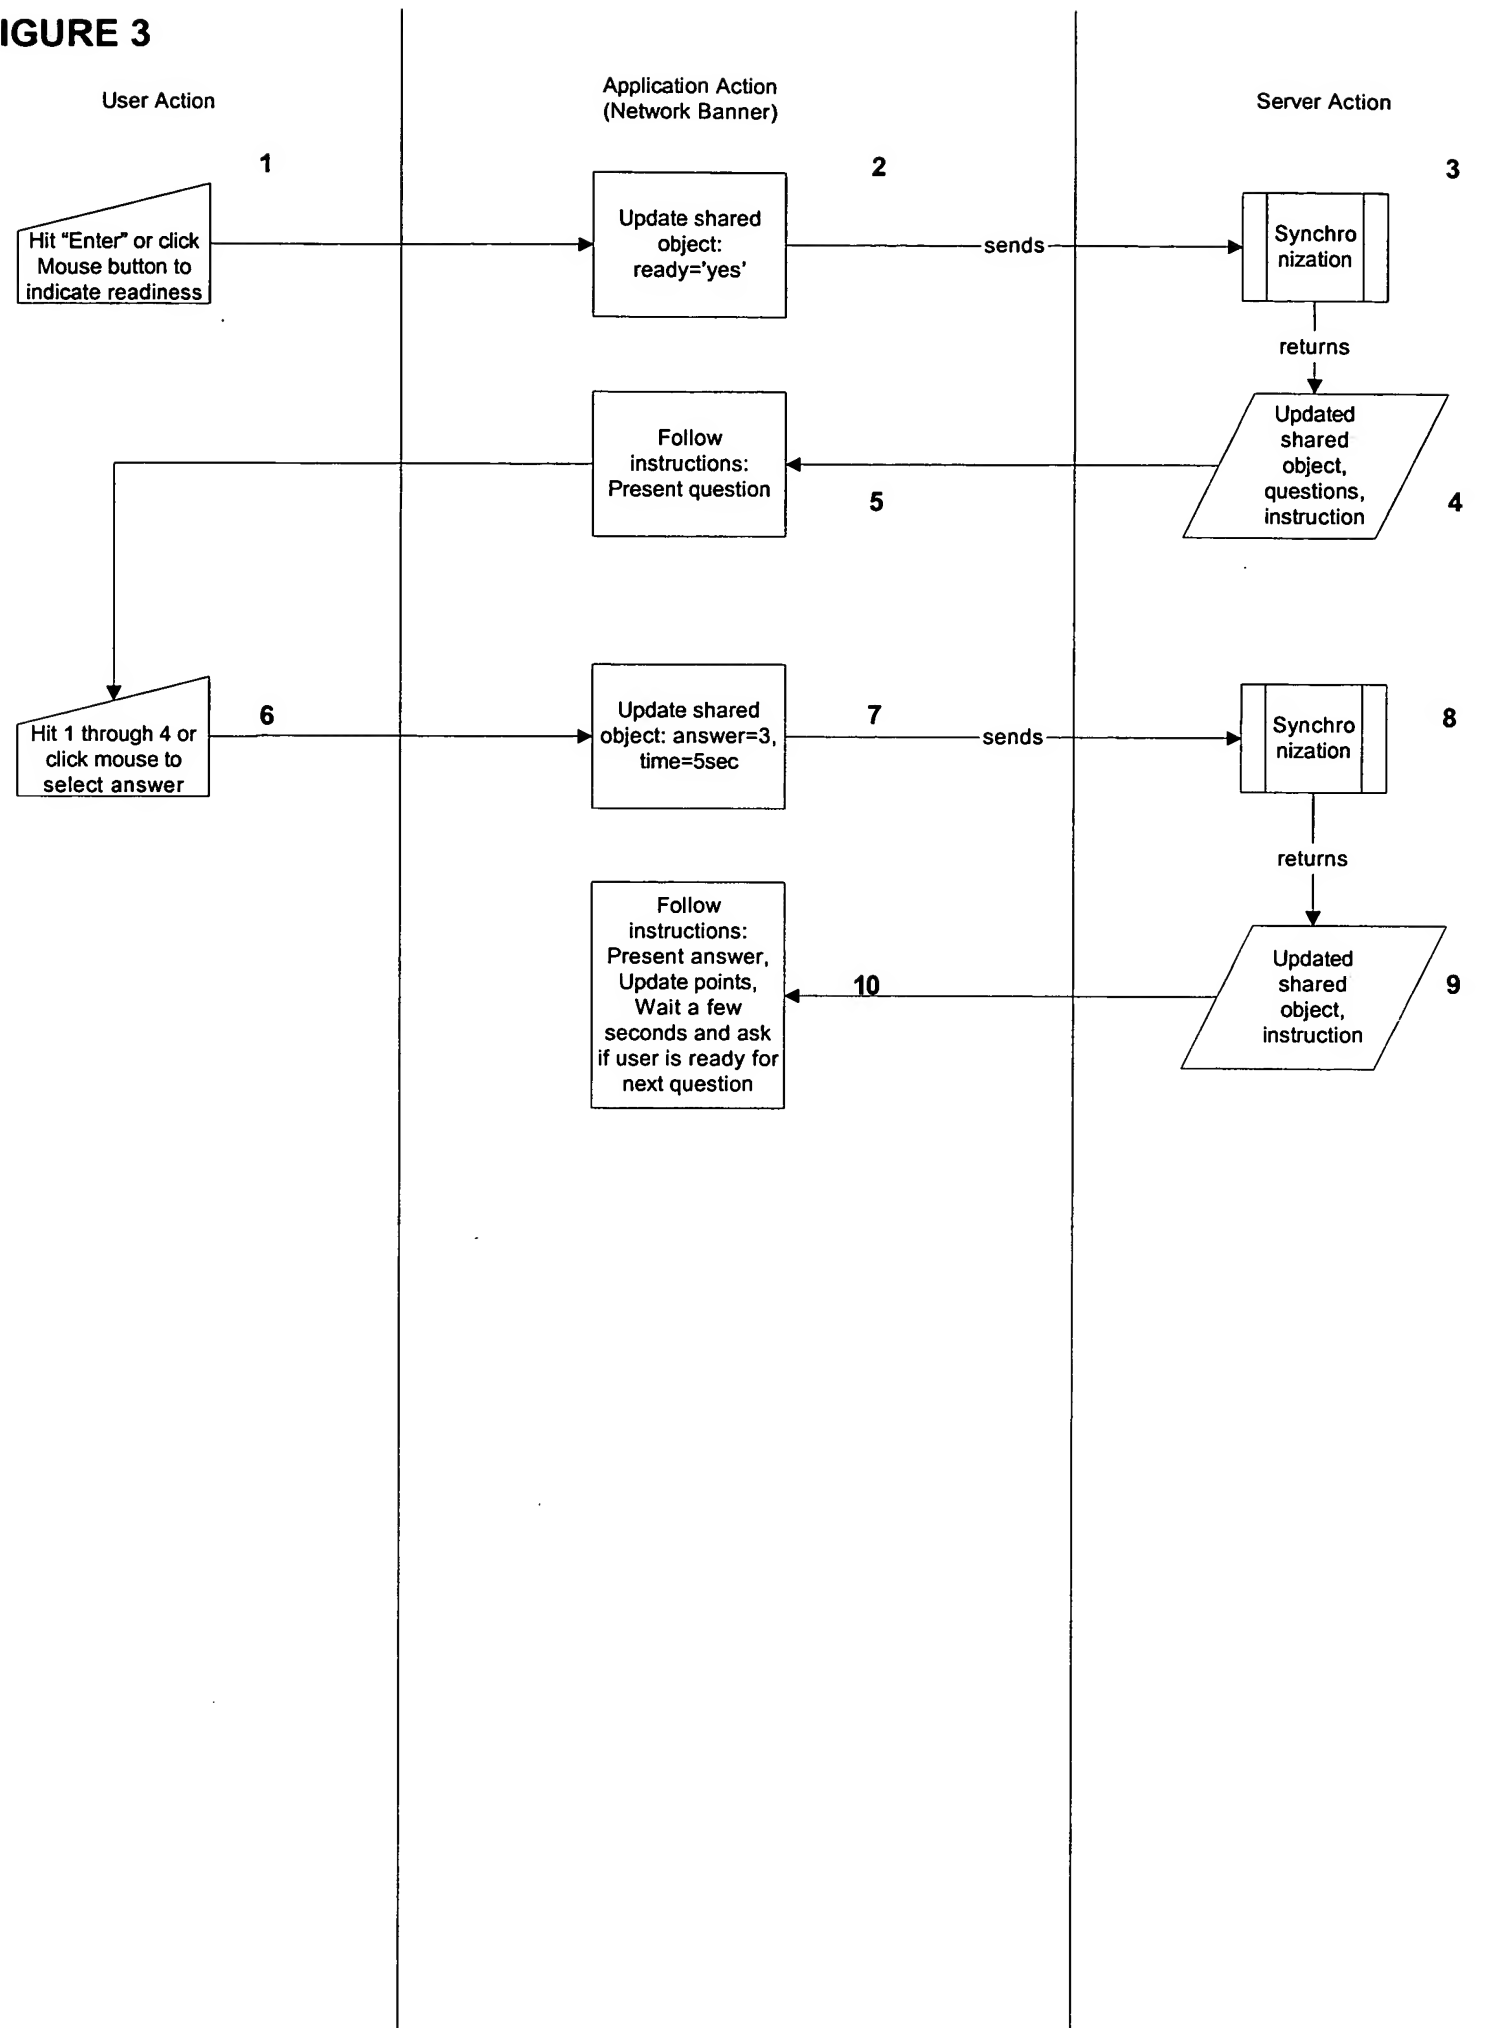 IGURE 3
User Action
Application Action
(Network Banner)
Server Action
1
2
3
Hit “Enter” or click
Mouse button to
indicate readiness
Update shared
object:
ready='yes'
sends
Synchro
nization
returns
Follow
instructions:
Present question
5
Updated
shared
object,
questions,
instruction
4
Hit 1 through 4 or
click mouse to
select answer
6
Update shared
object: answer=3,
time=5sec
7
sends
Synchro
nization
8
returns
Follow
instructions:
Present answer,
Update points,
Wait a few
seconds and ask
if user is ready for
next question
10
Updated
shared
object,
instruction
9